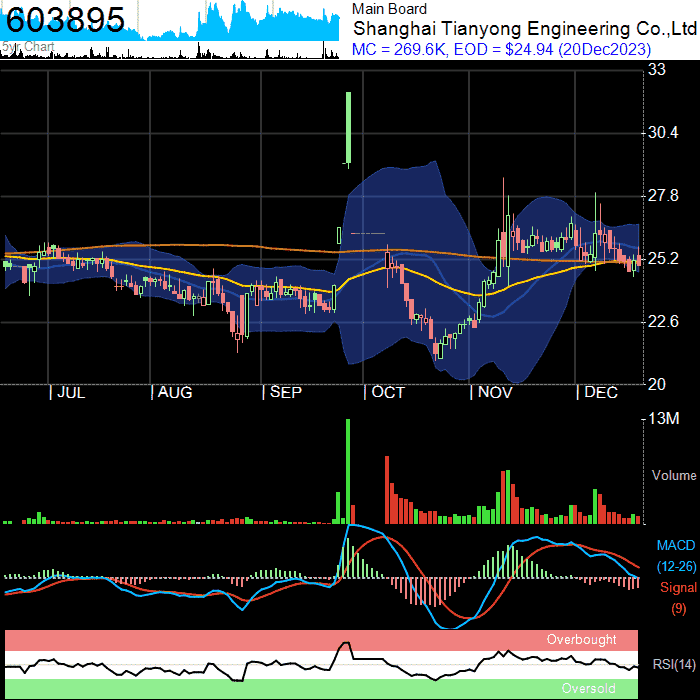 603895
5yr Chart
Main Board
Shanghai Tianyong Engineering Co.,Ltd
MC = 269.6K, EOD = $24.94 (20Dec2023)
33
30.4
27.8
25.2
22.6
20
| JUL | AUG | SEP | OCT | NOV | DEC
13M
Volume
MACD
(12-26)
Signal
(9)
Overbought
RSI(14)
Oversold